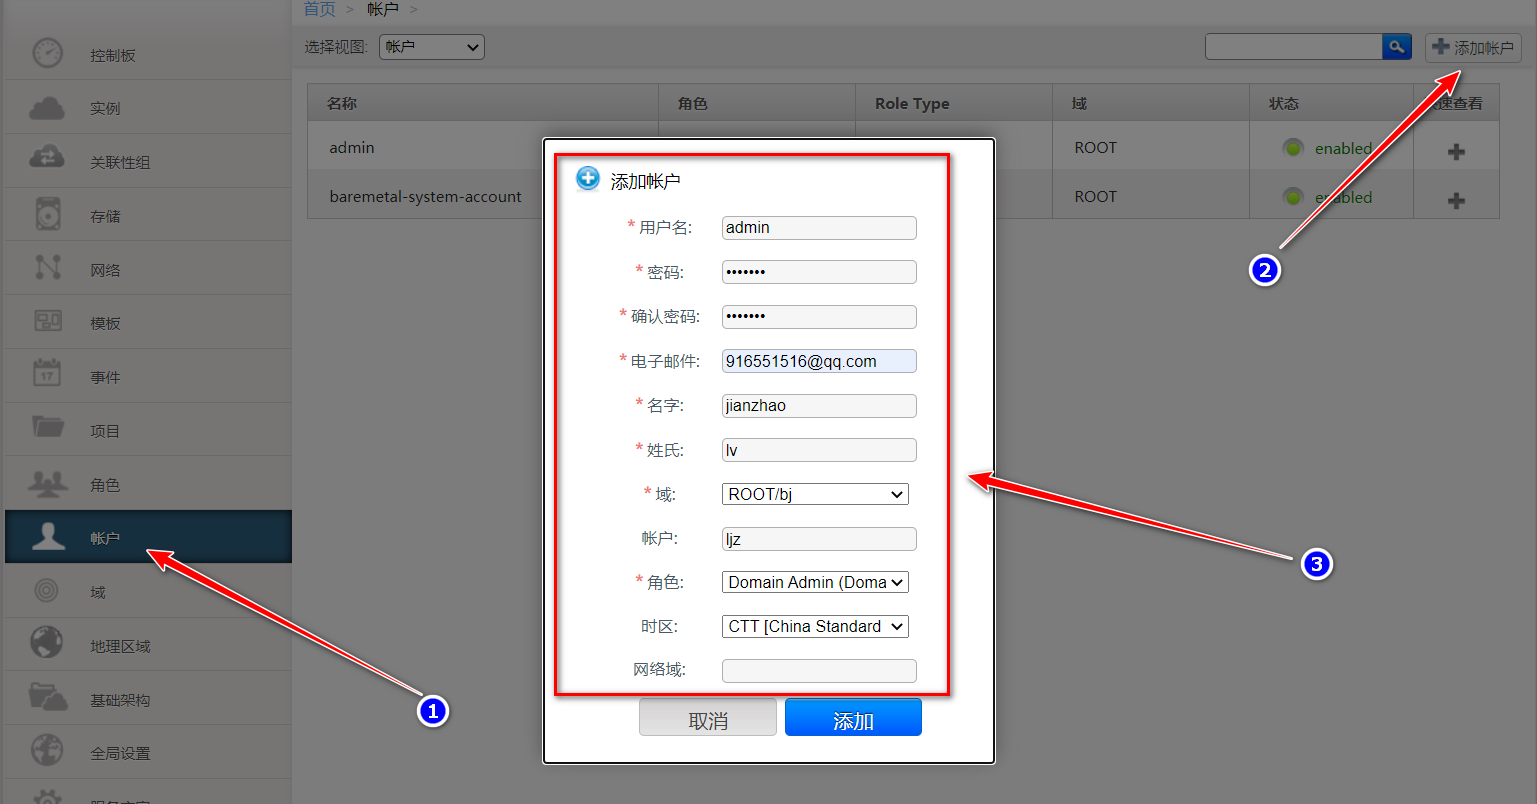 首页 > 帐户 >
选择视图: 帐户
添加帐户
控制板
实例
关联性组
存储
网络
模板
事件
17
项目
角色
帐户
域
地理区域
基础架构
全局设置
名称 角色 Role Type 域 状态 速查看
admin ROOT enabled
baremetal-system-account ROOT enabled
添加帐户
* 用户名: admin
* 密码: •••••••
* 确认密码: •••••••
* 电子邮件: 916551516@qq.com
* 名字: jianzhao
* 姓氏: lv
* 域: ROOT/bj
帐户: ljz
* 角色: Domain Admin (Doma
时区: CTT [China Standard
网络域:
取消 添加
1
2
3